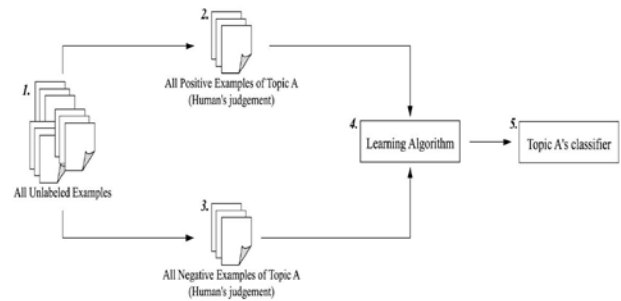 1.
All Unlabeled Examples
2.
All Positive Examples of Topic A
(Human's judgement)
3.
All Negative Examples of Topic A
(Human's judgement)
4.
Learning Algorithm
5.
Topic A's classifier